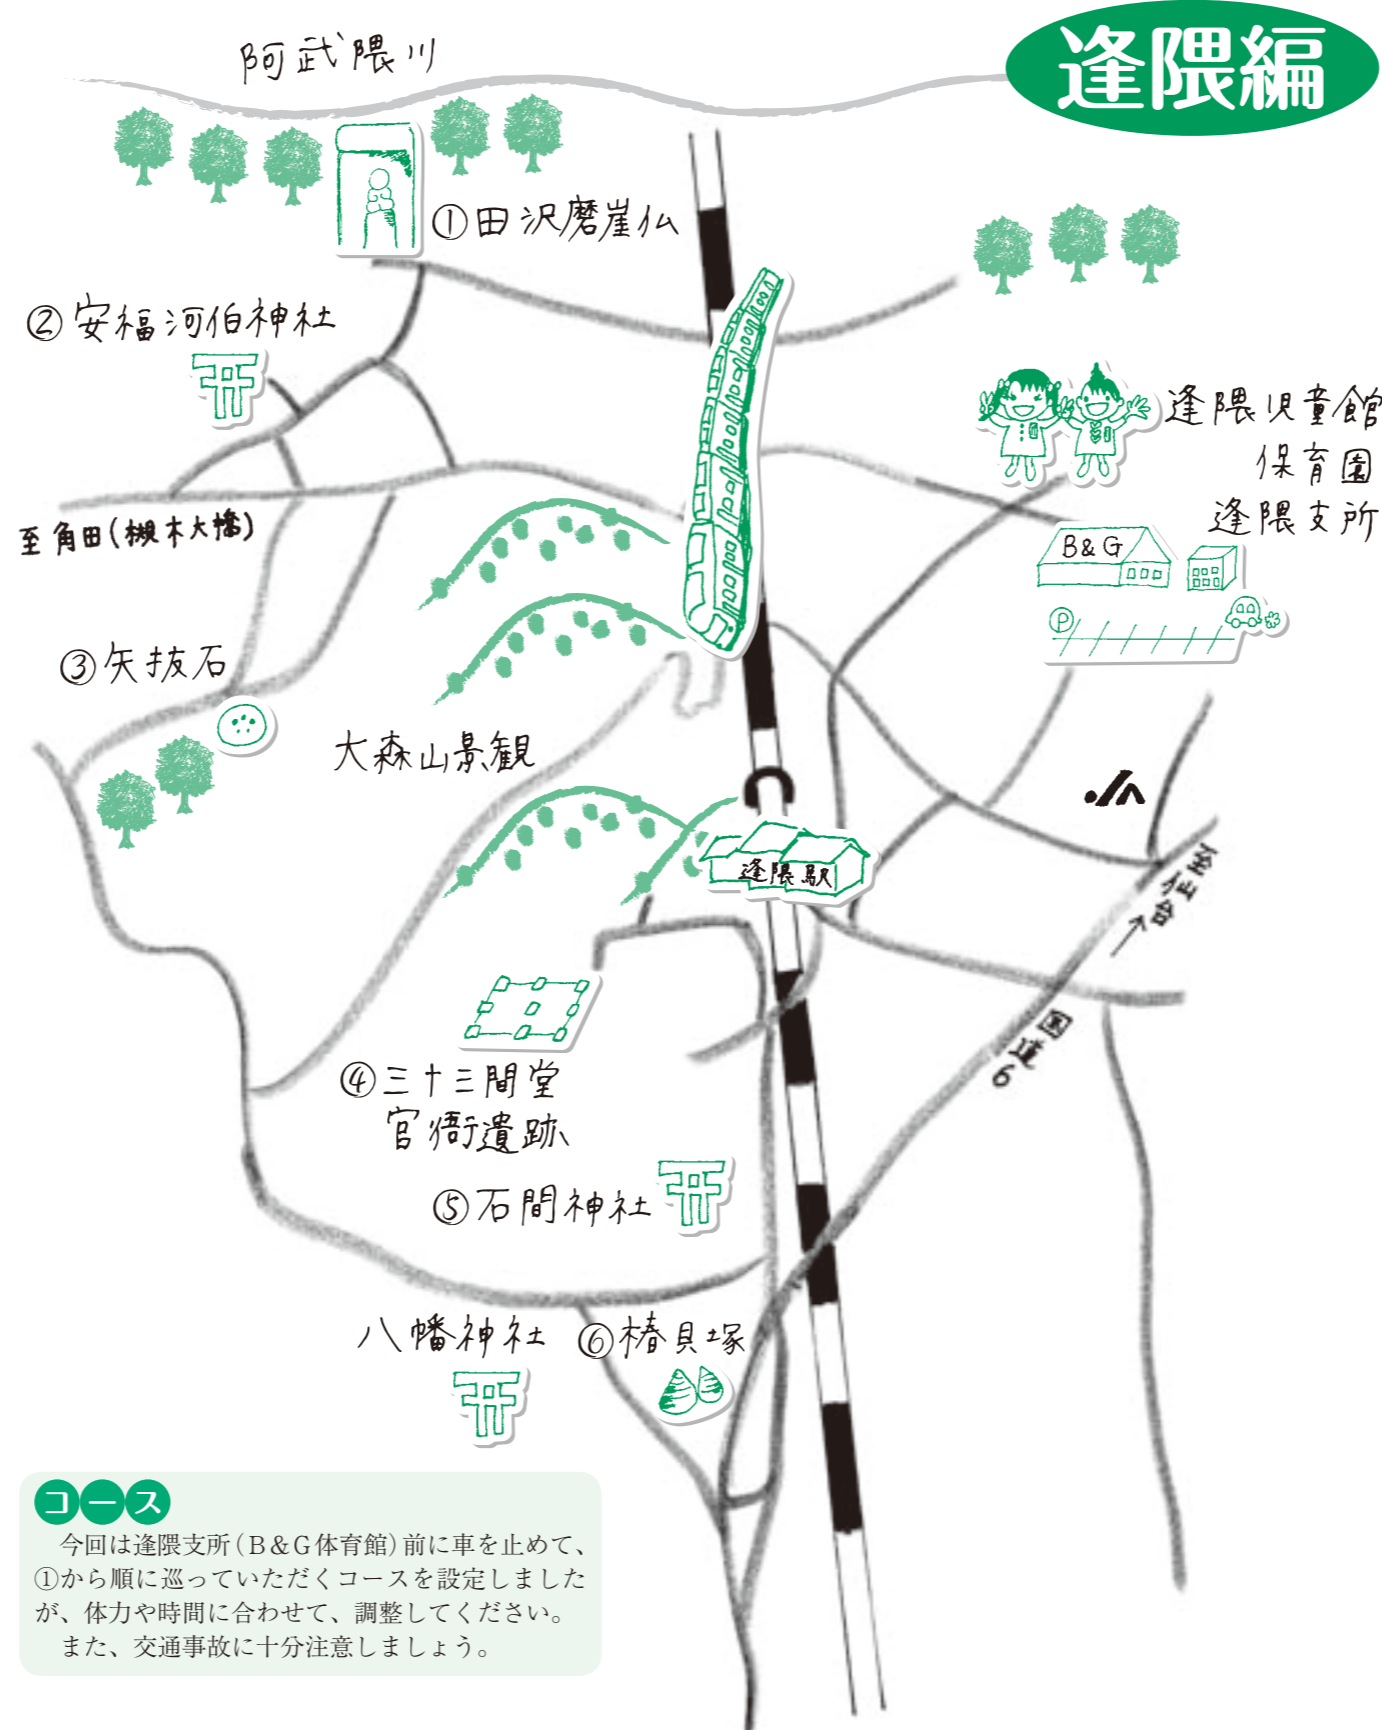 逢隈編
阿武隈川
①田沢磨崖仏
②安福河伯神社
逢隈児童館
保育園
逢隈支所
B&G
P
至角田(槻木大橋)
③矢抜石
大森山景観
JA
逢隈駅
至仙台
国道6
④三十三間堂
官衙遺跡
⑤石間神社
八幡神社
⑥椿貝塚
コース
今回は逢隈支所(B&G体育館)前に車を止めて、
①から順に巡っていただくコースを設定しました
が、体力や時間に合わせて、調整してください。
また、交通事故に十分注意しましょう。